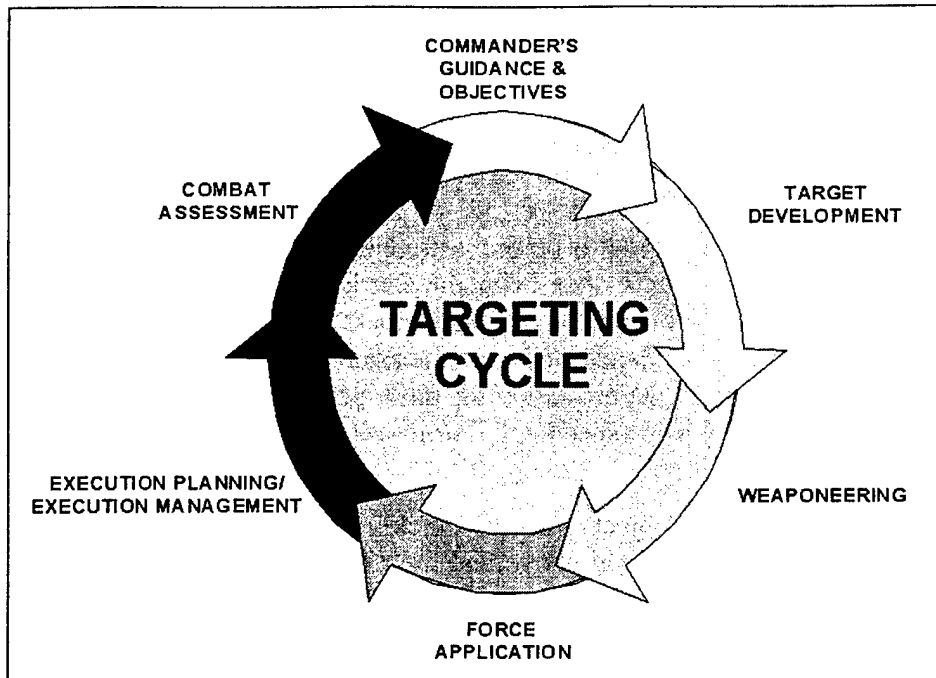 COMMANDER'S
GUIDANCE &
OBJECTIVES
TARGET
DEVELOPMENT
WEAPONEERING
FORCE
APPLICATION
EXECUTION PLANNING/
EXECUTION MANAGEMENT
COMBAT
ASSESSMENT
TARGETING
CYCLE